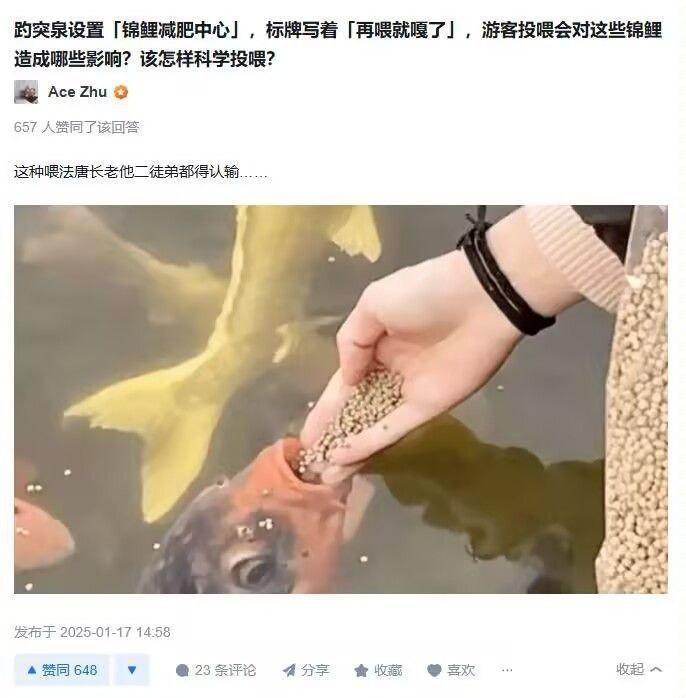 趵突泉设置「锦鲤减肥中心」，标牌写着「再喂就嘎了」，游客投喂会对这些锦鲤
造成哪些影响？该怎样科学投喂？
Ace Zhu
657 人赞同了该回答
这种喂法唐长老他二徒弟都得认输……
发布于 2025-01-17 14:58
赞同 648
23 条评论
分享
收藏
喜欢
收起